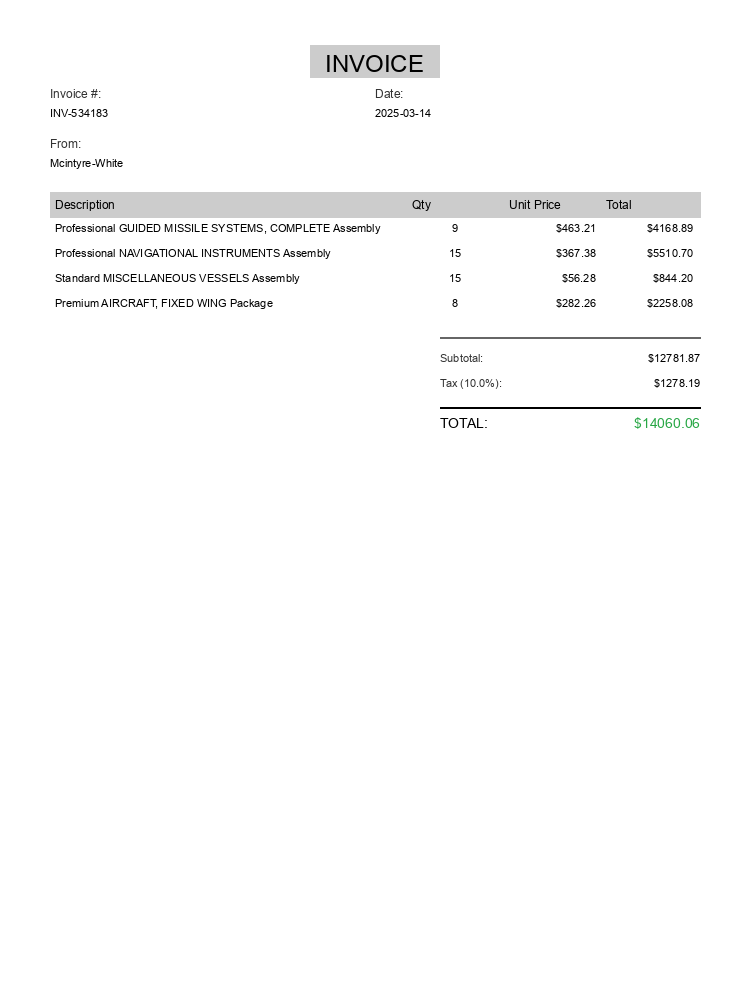 INVOICE
Invoice #: Date:
INV-534183 2025-03-14
From:
Mcintyre-White
Description Qty Unit Price Total
Professional GUIDED MISSILE SYSTEMS, COMPLETE Assembly 9 $463.21 $4168.89
Professional NAVIGATIONAL INSTRUMENTS Assembly 15 $367.38 $5510.70
Standard MISCELLANEOUS VESSELS Assembly 15 $56.28 $844.20
Premium AIRCRAFT, FIXED WING Package 8 $282.26 $2258.08
Subtotal: $12781.87
Tax (10.0%): $1278.19
TOTAL: $14060.06